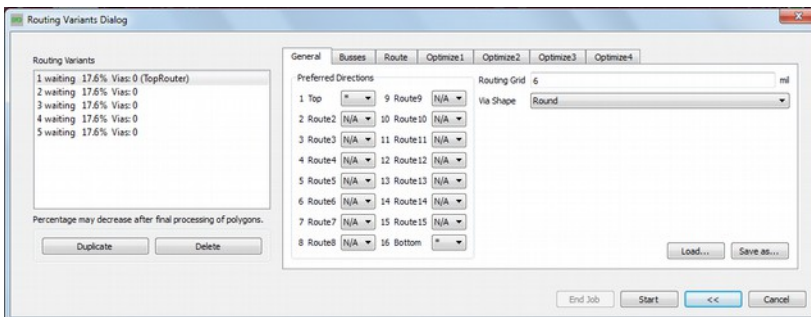 Routing Variants Dialog
Routing Variants
1 waiting 17.6% Vias: 0 (TopRouter)
2 waiting 17.6% Vias: 0
3 waiting 17.6% Vias: 0
4 waiting 17.6% Vias: 0
5 waiting 17.6% Vias: 0
Percentage may decrease after final processing of polygons.
Duplicate Delete
General Busses Route Optimize1 Optimize2 Optimize3 Optimize4
Preferred Directions
1 Top * 9 Route9 N/A
2 Route2 N/A 10 Route10 N/A
3 Route3 N/A 11 Route11 N/A
4 Route4 N/A 12 Route12 N/A
5 Route5 N/A 13 Route13 N/A
6 Route6 N/A 14 Route14 N/A
7 Route7 N/A 15 Route15 N/A
8 Route8 N/A 16 Bottom *
Routing Grid 6 mil
Via Shape Round
Load... Save as...
End Job Start << Cancel